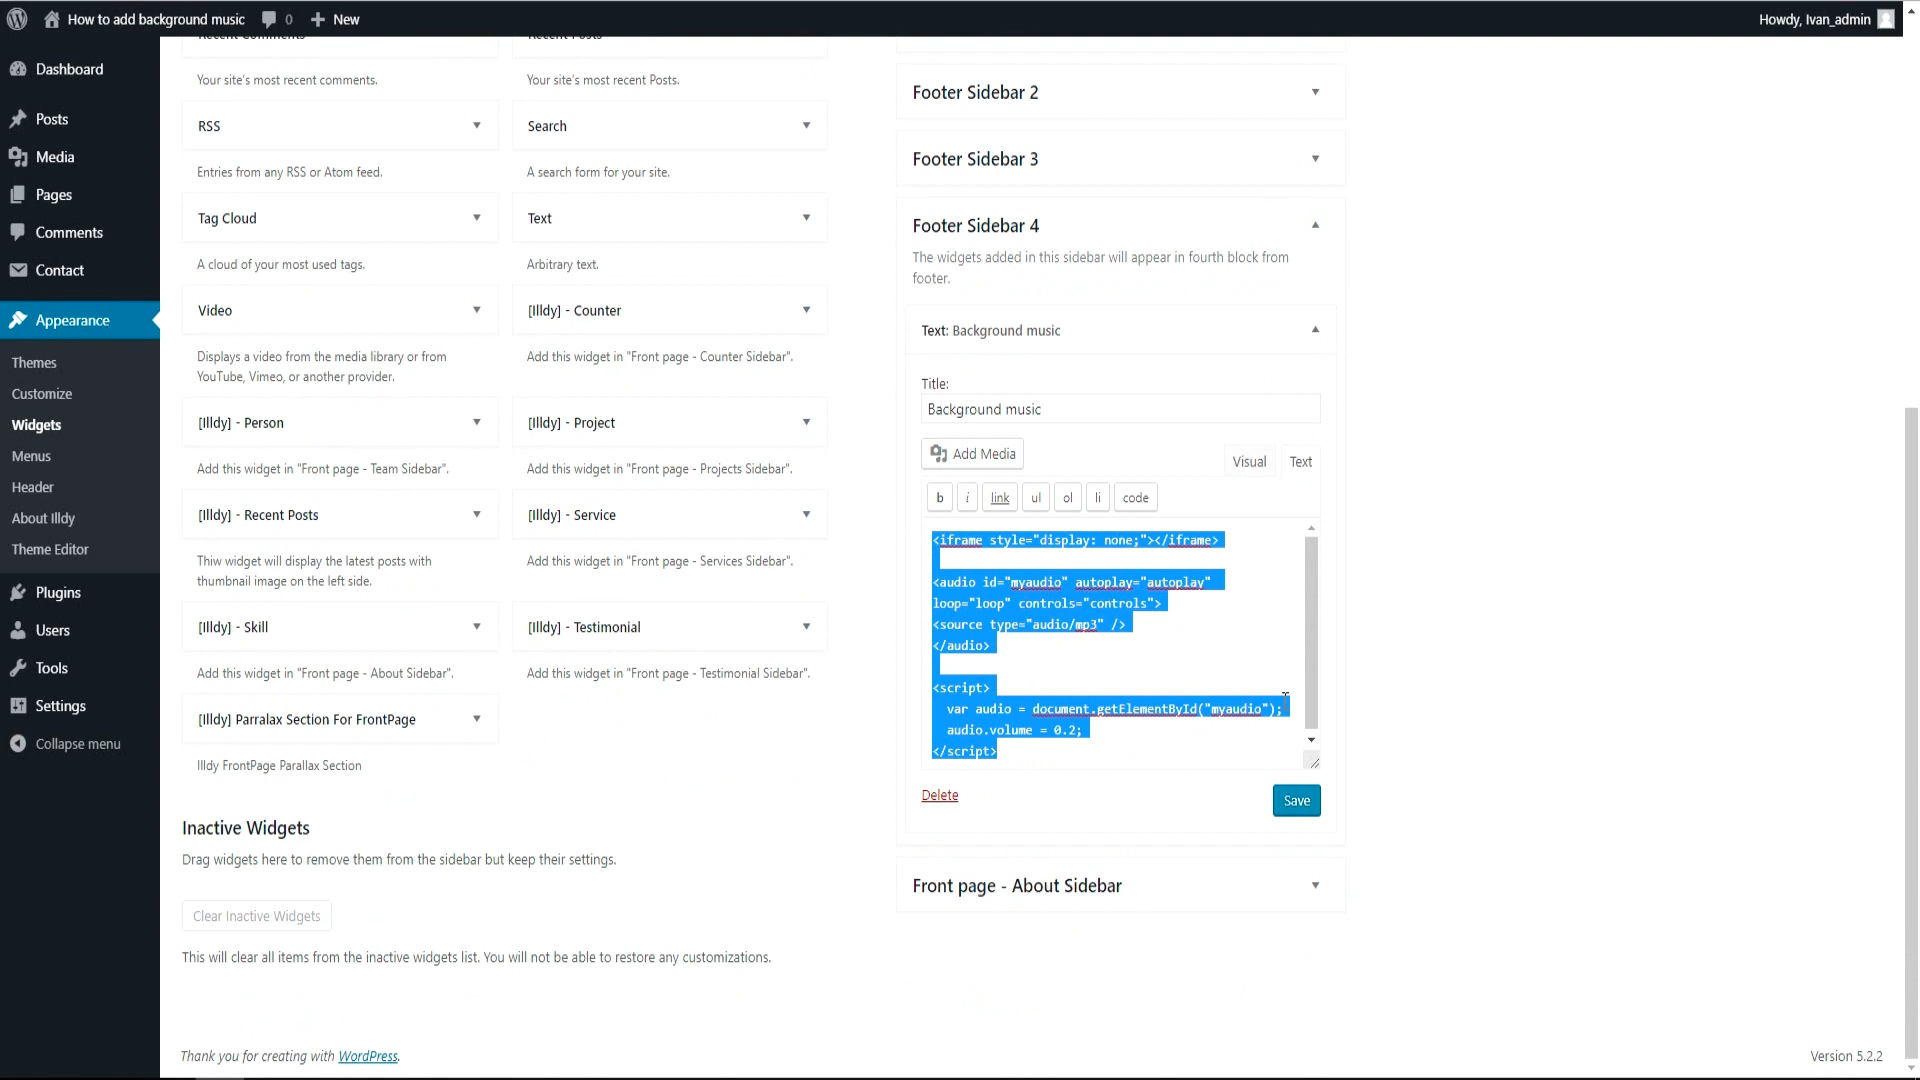 How to add background music
0
New
Howdy, Ivan_admin
Dashboard
Posts
Media
Pages
Comments
Contact
Appearance
Themes
Customize
Widgets
Menus
Header
About Illdy
Theme Editor
Plugins
Users
Tools
Settings
Collapse menu
Recent Comments
Recent Posts
Your site's most recent comments.
Your site's most recent Posts.
RSS
Search
Entries from any RSS or Atom feed.
A search form for your site.
Tag Cloud
Text
A cloud of your most used tags.
Arbitrary text.
Video
[Illdy] - Counter
Displays a video from the media library or from
YouTube, Vimeo, or another provider.
Add this widget in "Front page - Counter Sidebar".
[Illdy] - Person
[Illdy] - Project
Add this widget in "Front page - Team Sidebar".
Add this widget in "Front page - Projects Sidebar".
[Illdy] - Recent Posts
[Illdy] - Service
Thiw widget will display the latest posts with
thumbnail image on the left side.
Add this widget in "Front page - Services Sidebar".
[Illdy] - Skill
[Illdy] - Testimonial
Add this widget in "Front page - About Sidebar".
Add this widget in "Front page - Testimonial Sidebar".
[Illdy] Parralax Section For FrontPage
Illdy FrontPage Parallax Section
Inactive Widgets
Drag widgets here to remove them from the sidebar but keep their settings.
Clear Inactive Widgets
This will clear all items from the inactive widgets list. You will not be able to restore any customizations.
Footer Sidebar 2
Footer Sidebar 3
Footer Sidebar 4
The widgets added in this sidebar will appear in fourth block from
footer.
Text: Background music
Title:
Background music
Add Media
Visual
Text
b
i
link
ul
ol
li
code
<iframe style="display: none;"></iframe>
<audio id="myaudio" autoplay="autoplay"
loop="loop" controls="controls">
<source type="audio/mp3" />
</audio>
<script>
var audio = document.getElementById("myaudio");
audio.volume = 0.2;
</script>
Delete
Save
Front page - About Sidebar
Thank you for creating with WordPress.
Version 5.2.2